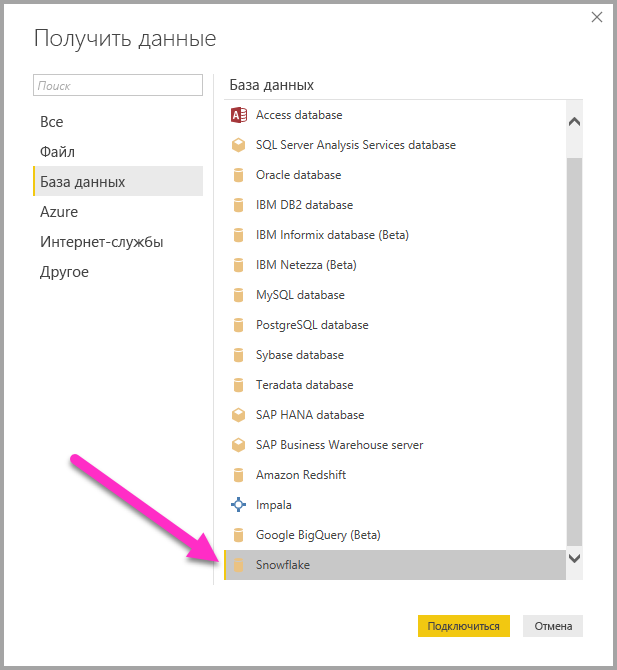 Получить данные
Поиск
Все
Файл
База данных
Azure
Интернет-службы
Другое
База данных
Access database
SQL Server Analysis Services database
Oracle database
IBM DB2 database
IBM Informix database (Beta)
IBM Netezza (Beta)
MySQL database
PostgreSQL database
Sybase database
Teradata database
SAP HANA database
SAP Business Warehouse server
Amazon Redshift
Impala
Google BigQuery (Beta)
Snowflake
Подключиться
Отмена